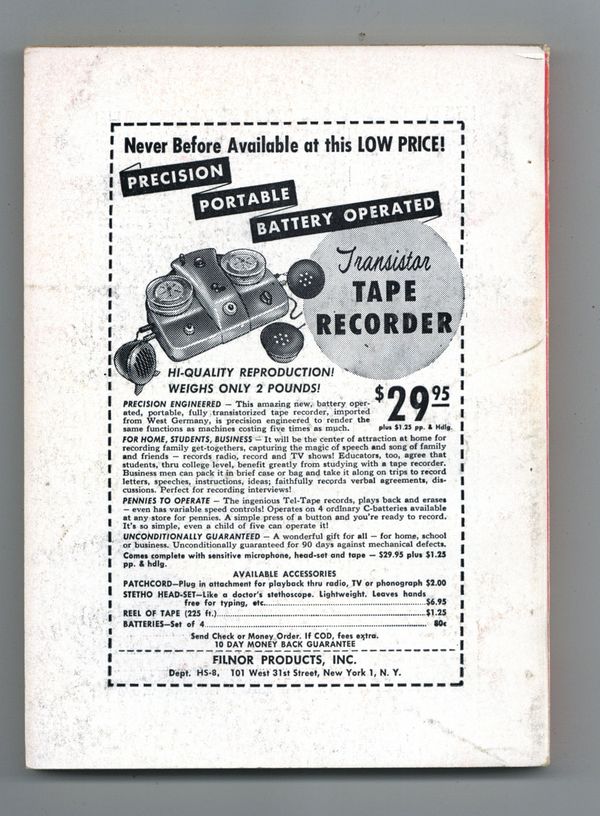 Never Before Available at this LOW PRICE!
PRECISION
PORTABLE
BATTERY OPERATED
Transistor
TAPE
RECORDER
HI-QUALITY REPRODUCTION!
WEIGHS ONLY 2 POUNDS!
$29.95
plus $1.25 pp. & Hdlg.
PRECISION ENGINEERED — This amazing new, battery oper-
ated, portable, fully transistorized tape recorder, imported
from West Germany, is precision engineered to render the
same functions as machines costing five times as much.
FOR HOME, STUDENTS, BUSINESS — It will be the center of attraction at home for
recording family get-togethers, capturing the magic of speech and song of family
and friends - records radio, record and TV shows! Educators, too, agree that
students, thru college level, benefit greatly from studying with a tape recorder.
Business men can pack it in brief case or bag and take it along on trips to record
letters, speeches, instructions, ideas; faithfully records verbal agreements, dis-
cussions. Perfect for recording interviews!
PENNIES TO OPERATE — The ingenious Tel-Tape records, plays back and erases
— even has variable speed controls! Operates on 4 ordinary C-batteries available
at any store for pennies. A simple press of a button and you're ready to record.
It's so simple, even a child of five can operate it!
UNCONDITIONALLY GUARANTEED — A wonderful gift for all — for home, school
or business. Unconditionally guaranteed for 90 days against mechanical defects.
Comes complete with sensitive microphone, head-set and tape — $29.95 plus $1.25
pp. & hdlg.
AVAILABLE ACCESSORIES
PATCHCORD—Plug in attachment for playback thru radio, TV or phonograph $2.00
STETHO HEAD-SET—Like a doctor's stethoscope. Lightweight. Leaves hands
free for typing, etc. $6.95
REEL OF TAPE (225 ft.) $1.25
BATTERIES—Set of 4 80¢
Send Check or Money Order. If COD, fees extra.
10 DAY MONEY BACK GUARANTEE
FILNOR PRODUCTS, INC.
Dept. HS-8, 101 West 31st Street, New York 1, N. Y.